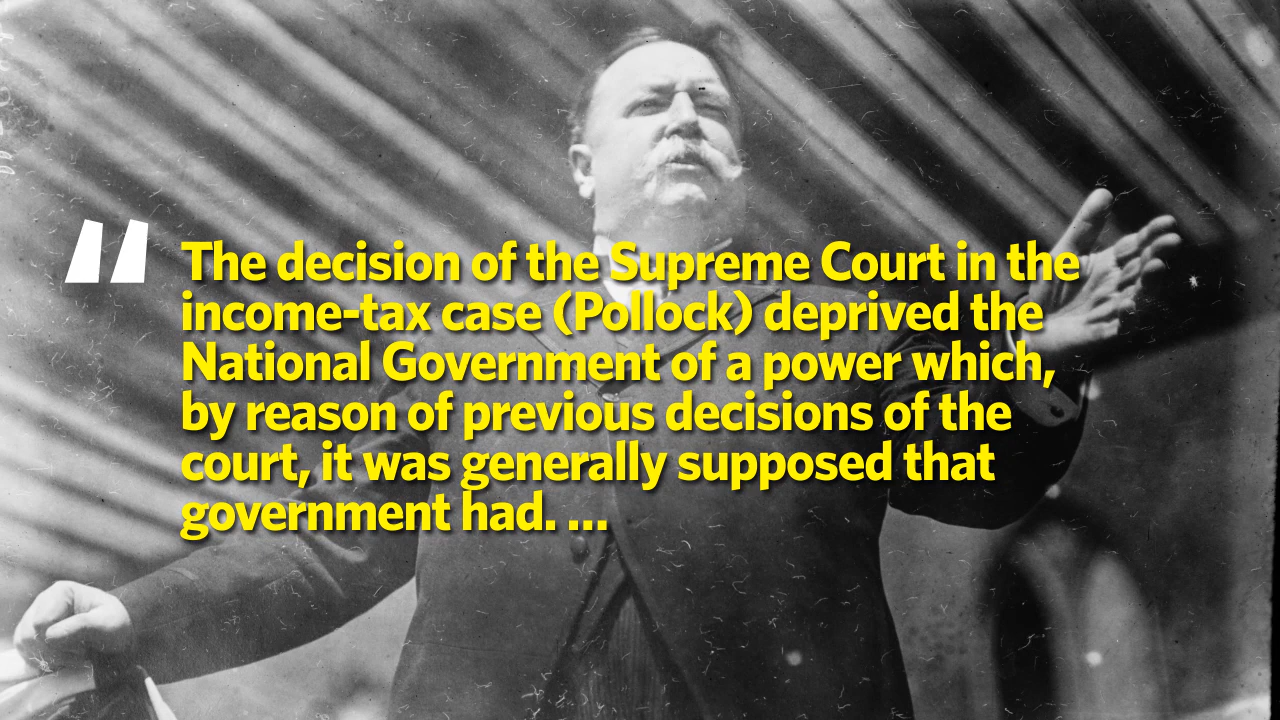 “ The decision of the Supreme Court in the
income-tax case (Pollock) deprived the
National Government of a power which,
by reason of previous decisions of the
court, it was generally supposed that
government had. ...